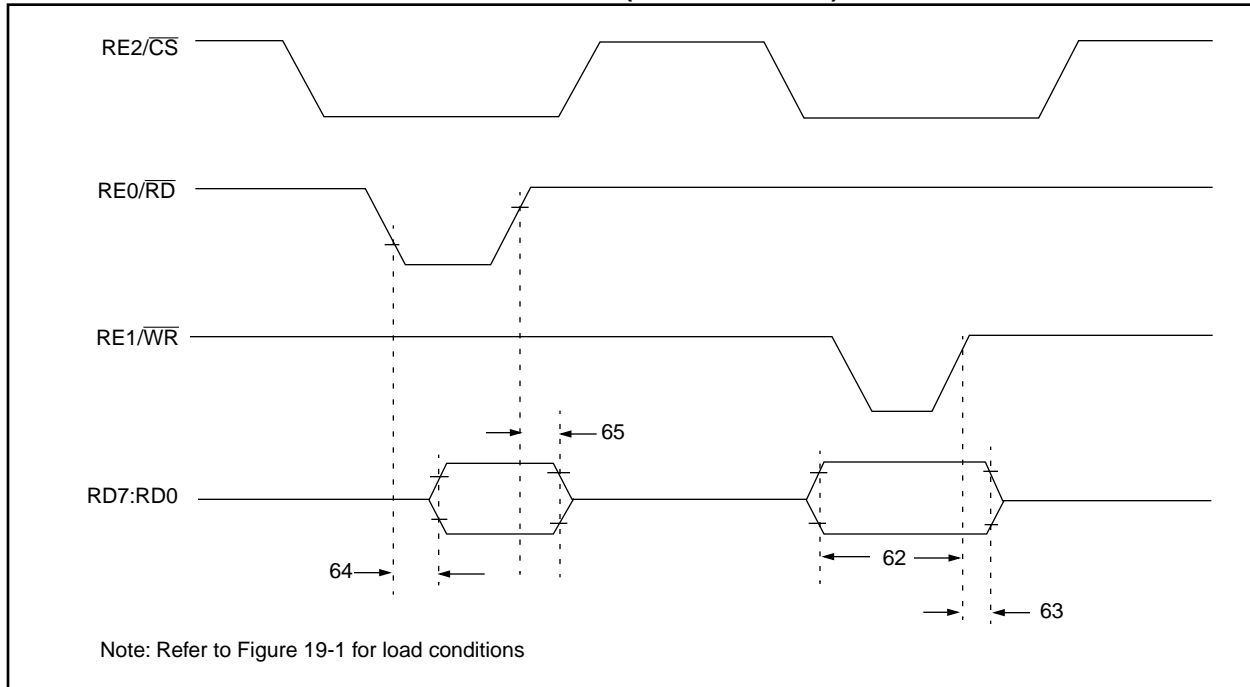 RE2/CS
RE0/RD
RE1/WR
65
RD7:RD0
64
62
63
Note: Refer to Figure 19-1 for load conditions